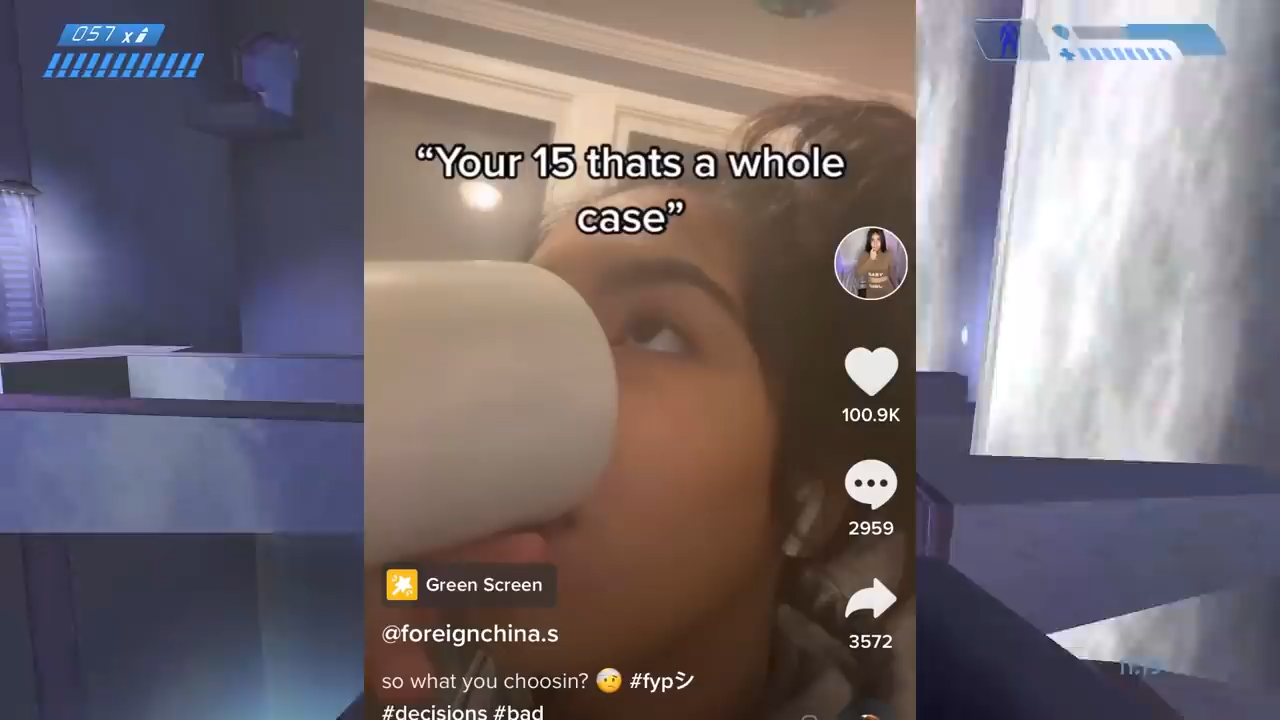 057 x
“Your 15 thats a whole
case”
100.9K
2959
Green Screen
3572
@foreignchina.s
so what you choosin? 🤕 #fypシ
#decisions #bad